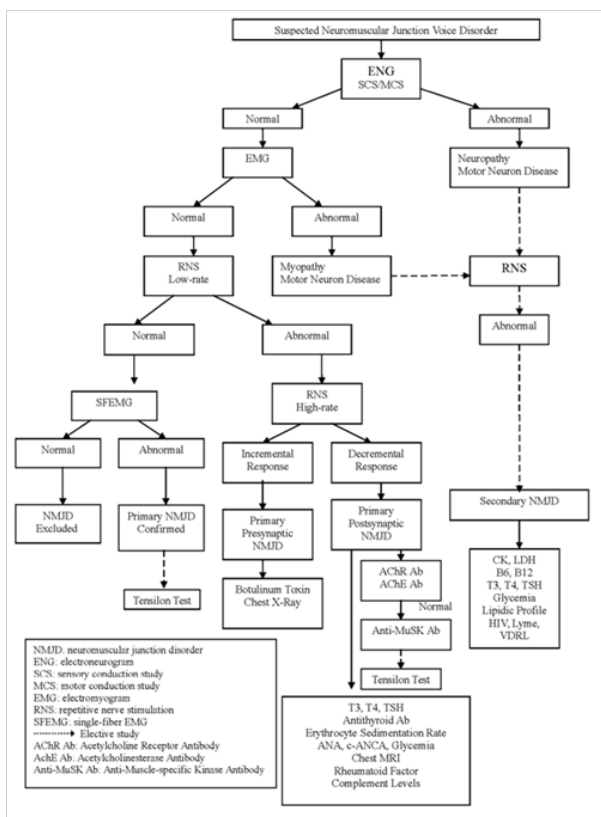 Suspected Neuromuscular Junction Voice Disorder
ENG
SCS/MCS
Normal
Abnormal
EMG
Neuropathy
Motor Neuron Disease
Normal
Abnormal
RNS
Low-rate
Myopathy
Motor Neuron Disease
RNS
Abnormal
Normal
Abnormal
SFEMG
RNS
High-rate
Normal
Abnormal
Incremental
Response
Decremental
Response
NMJD
Excluded
Primary NMJD
Confirmed
Primary
Presynaptic
NMJD
Primary
Postsynaptic
NMJD
Secondary NMJD
Tensilon Test
Botulinum Toxin
Chest X-Ray
AChR Ab
AChE Ab
Normal
Anti-MuSK Ab
Tensilon Test
CK, LDH
B6, B12
T3, T4, TSH
Glycemia
Lipidic Profile
HIV, Lyme,
VDRL
NMJD: neuromuscular junction disorder
ENG: electroneurogram
SCS: sensory conduction study
MCS: motor conduction study
EMG: electromyogram
RNS: repetitive nerve stimulation
SFEMG: single-fiber EMG
Elective study
AChR Ab: Acetylcholine Receptor Antibody
AchE Ab: Acetylcholinesterase Antibody
Anti-MuSK Ab: Anti-Muscle-specific Kinase Antibody
T3, T4, TSH
Antithyroid Ab
Erythrocyte Sedimentation Rate
ANA, c-ANCA, Glycemia
Chest MRI
Rheumatoid Factor
Complement Levels